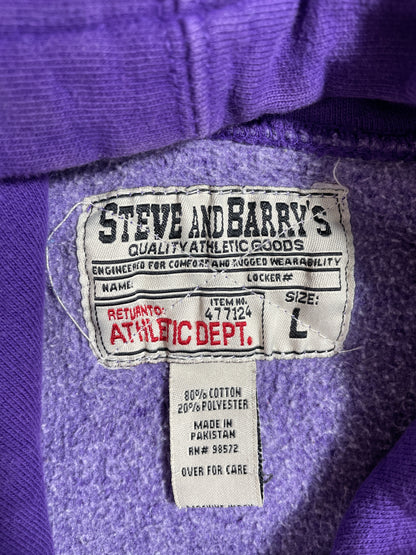 STEVE AND BARRY'S
QUALITY ATHLETIC GOODS
ENGINEERED FOR COMFORT AND RUGGED WEARABILITY
NAME: LOCKER#
RETURN TO: ITEM NO. SIZE:
477124 L
ATHLETIC DEPT.
80% COTTON
20% POLYESTER
MADE IN
PAKISTAN
RN# 98572
OVER FOR CARE